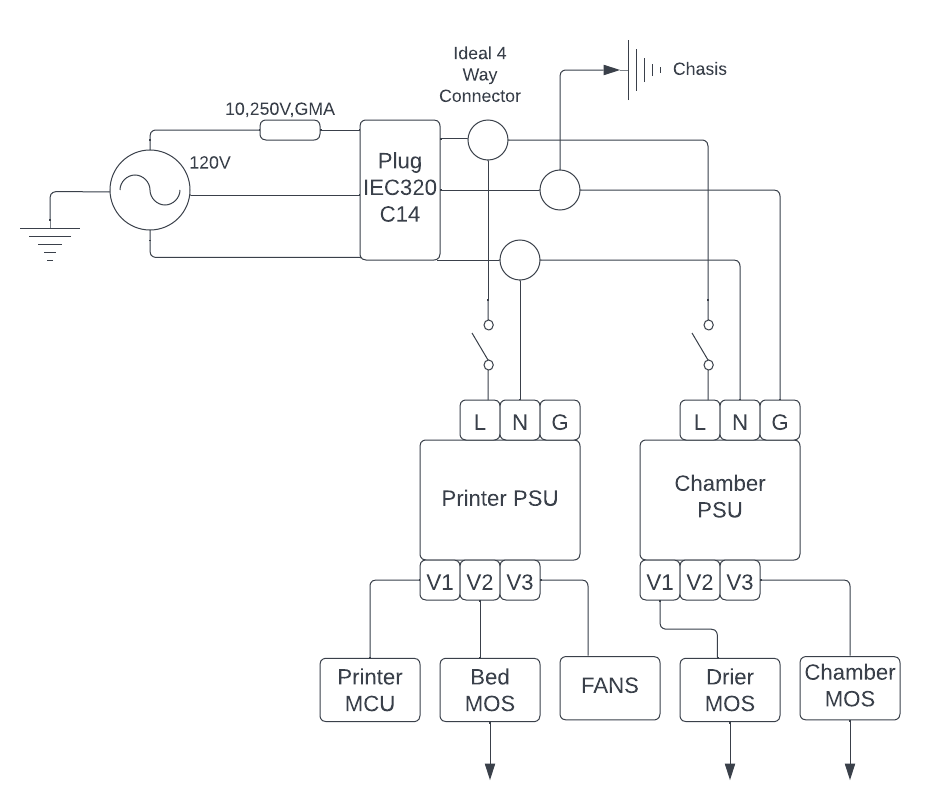 Ideal 4
Way
Connector
Chasis
10,250V,GMA
120V
Plug
IEC320
C14
L
N
G
L
N
G
Printer PSU
Chamber
PSU
V1
V2
V3
V1
V2
V3
Printer
MCU
Bed
MOS
FANS
Drier
MOS
Chamber
MOS